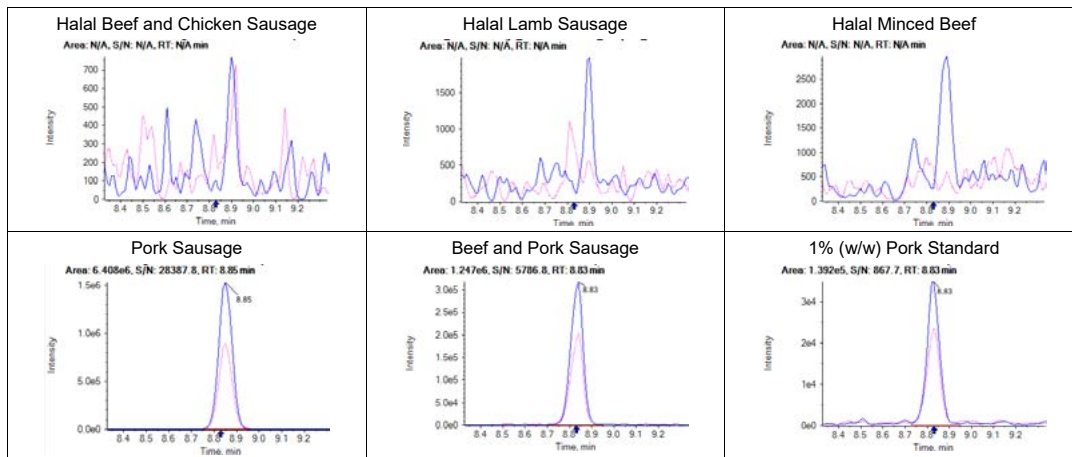 Halal Beef and Chicken Sausage
Area: N/A, S/N: N/A, RT: N/A min
Intensity
700
600
500
400
300
200
100
0
8.4 8.5 8.6 8.7 8.8 8.9 9.0 9.1 9.2
Time, min
Halal Lamb Sausage
Area: N/A, S/N: N/A, RT: N/A min
Intensity
1500
1000
500
0
8.4 8.5 8.6 8.7 8.8 8.9 9.0 9.1 9.2
Time, min
Halal Minced Beef
Area: N/A, S/N: N/A, RT: N/A min
Intensity
2500
2000
1500
1000
500
0
8.4 8.5 8.6 8.7 8.8 8.9 9.0 9.1 9.2
Time, min
Pork Sausage
Area: 6.408e6, S/N: 28387.8, RT: 8.85 min
Intensity
1.5e6
8.85
1.0e6
5.0e5
0.0e0
8.4 8.5 8.6 8.7 8.8 8.9 9.0 9.1 9.2
Time, min
Beef and Pork Sausage
Area: 1.247e6, S/N: 5786.8, RT: 8.83 min
Intensity
3.0e5
8.83
2.5e5
2.0e5
1.5e5
1.0e5
5.0e4
0.0e0
8.4 8.5 8.6 8.7 8.8 8.9 9.0 9.1 9.2
Time, min
1% (w/w) Pork Standard
Area: 1.392e5, S/N: 867.7, RT: 8.83 min
Intensity
8.83
3e4
2e4
1e4
0e0
8.4 8.5 8.6 8.7 8.8 8.9 9.0 9.1 9.2
Time, min